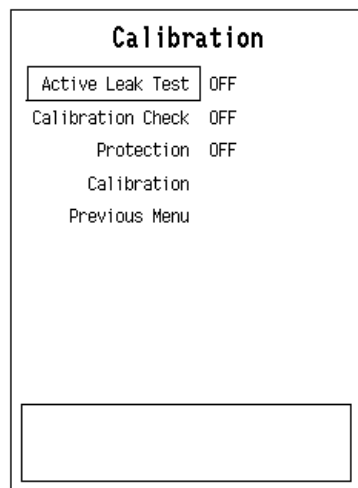 Calibration
Active Leak Test OFF
Calibration Check OFF
Protection OFF
Calibration
Previous Menu